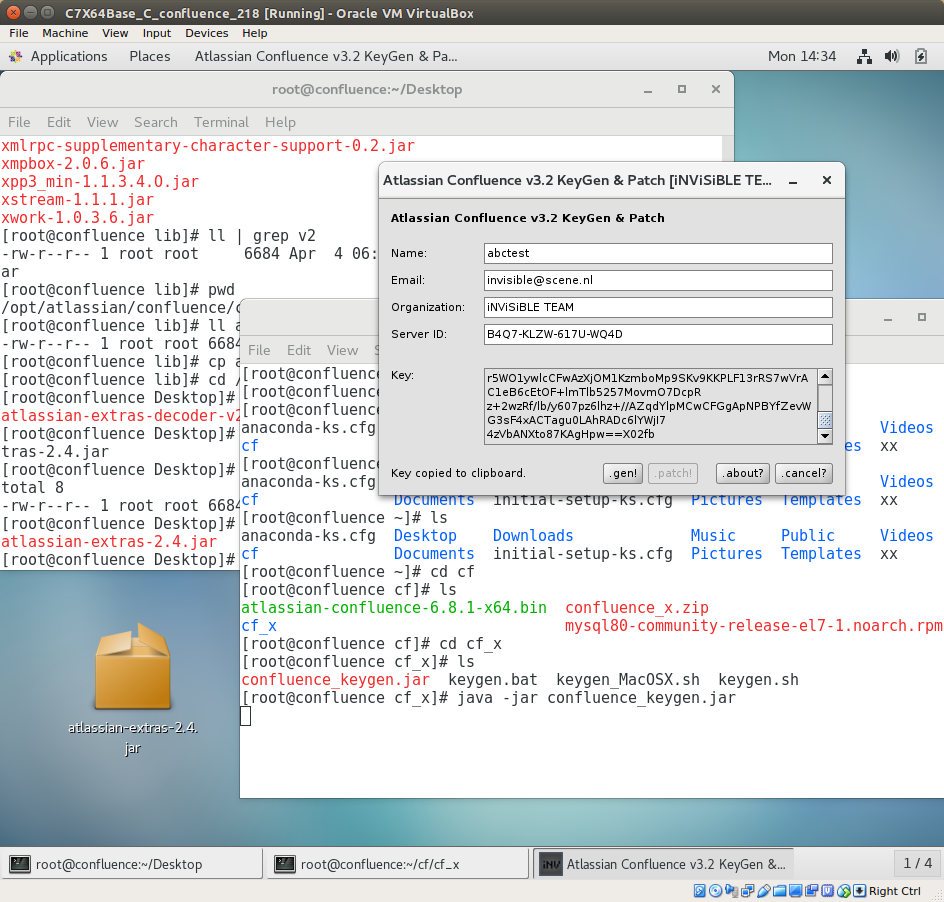 C7X64Base_C_confluence_218 [Running] - Oracle VM VirtualBox
File Machine View Input Devices Help
Applications Places Atlassian Confluence v3.2 KeyGen & Pa... Mon 14:34
root@confluence:~/Desktop
File Edit View Search Terminal Help
xmlrpc-supplementary-character-support-0.2.jar
xmpbox-2.0.6.jar
xpp3_min-1.1.3.4.O.jar
xstream-1.1.1.jar
xwork-1.0.3.6.jar
[root@confluence lib]# ll | grep v2
-rw-r--r-- 1 root root 6684 Apr 4 06:
ar
[root@confluence lib]# pwd
/opt/atlassian/confluence/c
[root@confluence lib]# ll a
-rw-r--r-- 1 root root 6684
[root@confluence lib]# cp a
[root@confluence lib]# cd /
[root@confluence Desktop]#
atlassian-extras-decoder-v2
tras-2.4.jar
[root@confluence Desktop]#
total 8
-rw-r--r-- 1 root root 6684
[root@confluence Desktop]#
atlassian-extras-2.4.jar
[root@confluence Desktop]#
Atlassian Confluence v3.2 KeyGen & Patch [iNViSiBLE TE...
Atlassian Confluence v3.2 KeyGen & Patch
Name: abctest
Email: invisible@scene.nl
Organization: iNViSiBLE TEAM
Server ID: B4Q7-KLZW-617U-WQ4D
Key:
r5WO1ywlcCFwAzXjOM1KzmboMp9SKv9KKPLF13rRS7wVrA
C1eB6cEtOF+lmTlb5257MovmO7DcpR
z+2wzRf/lb/y607pz6lhz+//AZqdYlpMCwCFGgApNPBYfZevW
G3sF4xACTagu0LAhRADc6lYWjl7
4zVbANXto87KAgHpw==X02fb
Key copied to clipboard. .gen! .patch! .about? .cancel?
File Edit View S
[root@confluence
[root@confluence
[root@confluence
anaconda-ks.cfg Videos
cf es xx
[root@confluence
anaconda-ks.cfg Videos
cf Documents initial-setup-ks.cfg Pictures Templates xx
[root@confluence ~]# ls
anaconda-ks.cfg Desktop Downloads Music Public Videos
cf Documents initial-setup-ks.cfg Pictures Templates xx
[root@confluence ~]# cd cf
[root@confluence cf]# ls
atlassian-confluence-6.8.1-x64.bin confluence_x.zip
cf_x mysql80-community-release-el7-1.noarch.rpm
[root@confluence cf]# cd cf_x
[root@confluence cf_x]# ls
confluence_keygen.jar keygen.bat keygen_MacOSX.sh keygen.sh
[root@confluence cf_x]# java -jar confluence_keygen.jar
atlassian-extras-2.4.
jar
root@confluence:~/Desktop root@confluence:~/cf/cf_x iNV Atlassian Confluence v3.2 KeyGen &... 1 / 4
Right Ctrl